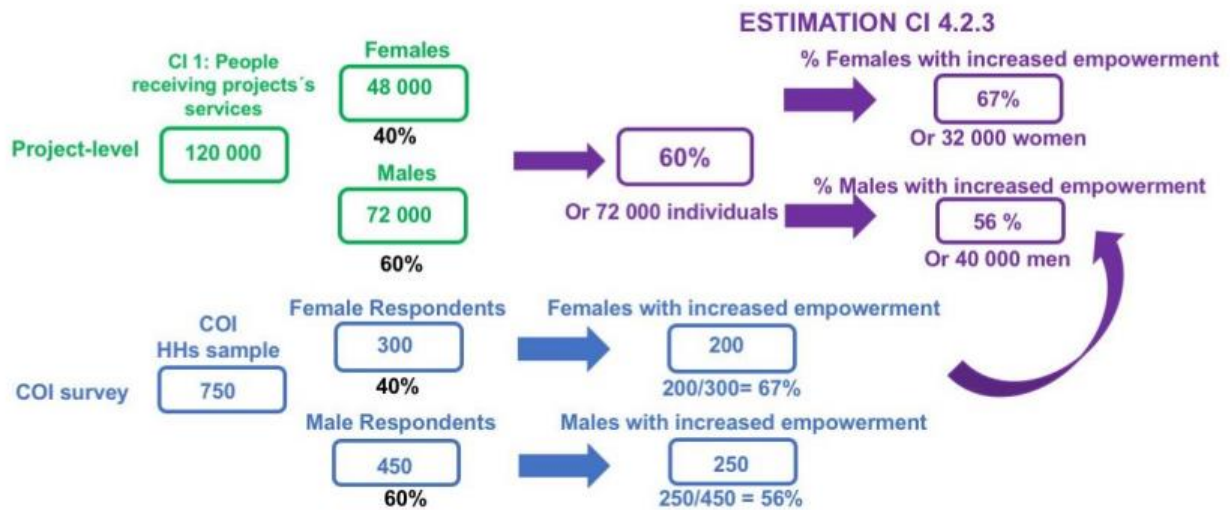 ESTIMATION CI 4.2.3
CI 1: People
receiving projects´s
services
Project-level
120 000
Females
48 000
40%
Males
72 000
60%
60%
Or 72 000 individuals
% Females with increased empowerment
67%
Or 32 000 women
% Males with increased empowerment
56 %
Or 40 000 men
COI
HHs sample
COI survey
750
Female Respondents
300
40%
Females with increased empowerment
200
200/300= 67%
Male Respondents
450
60%
Males with increased empowerment
250
250/450 = 56%